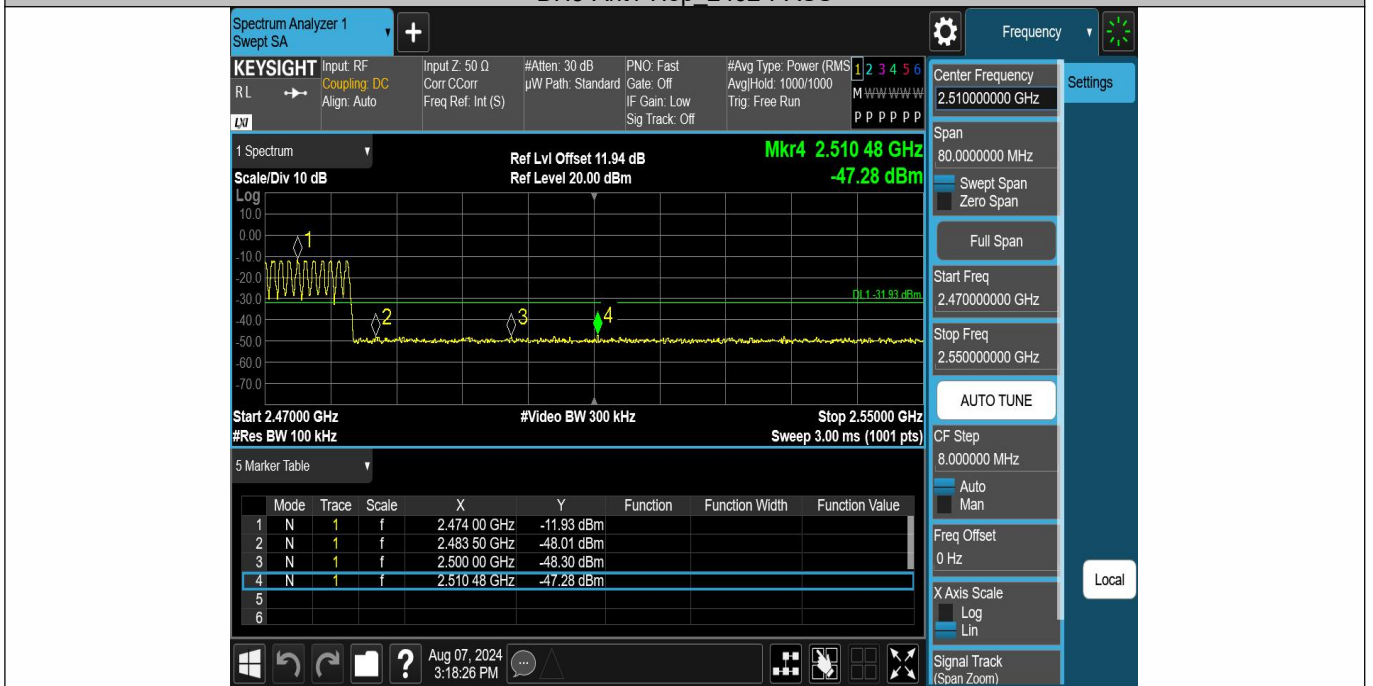 Spectrum Analyzer 1
Swept SA
+
Frequency
KEYSIGHT
RL
LXI
Input: RF
Coupling: DC
Align: Auto
Input Z: 50 Ω
Corr CCorr
Freq Ref: Int (S)
#Atten: 30 dB
µW Path: Standard
PNO: Fast
Gate: Off
IF Gain: Low
Sig Track: Off
#Avg Type: Power (RMS
Avg|Hold: 1000/1000
Trig: Free Run
1 2 3 4 5 6
M W W W W W
P P P P P P
1 Spectrum
Scale/Div 10 dB
Ref Lvl Offset 11.94 dB
Ref Level 20.00 dBm
Mkr4 2.510 48 GHz
-47.28 dBm
Log
10.0
0.00
-10.0
-20.0
-30.0
-40.0
-50.0
-60.0
-70.0
1
2
3
4
DL1 -31.93 dBm
Start 2.47000 GHz
#Video BW 300 kHz
Stop 2.55000 GHz
#Res BW 100 kHz
Sweep 3.00 ms (1001 pts)
5 Marker Table
Mode Trace Scale X Y Function Function Width Function Value
1 N 1 f 2.474 00 GHz -11.93 dBm
2 N 1 f 2.483 50 GHz -48.01 dBm
3 N 1 f 2.500 00 GHz -48.30 dBm
4 N 1 f 2.510 48 GHz -47.28 dBm
5
6
?
Aug 07, 2024
3:18:26 PM
Center Frequency
2.510000000 GHz
Settings
Span
80.0000000 MHz
Swept Span
Zero Span
Full Span
Start Freq
2.470000000 GHz
Stop Freq
2.550000000 GHz
AUTO TUNE
CF Step
8.000000 MHz
Auto
Man
Freq Offset
0 Hz
X Axis Scale
Log
Lin
Local
Signal Track
(Span Zoom)